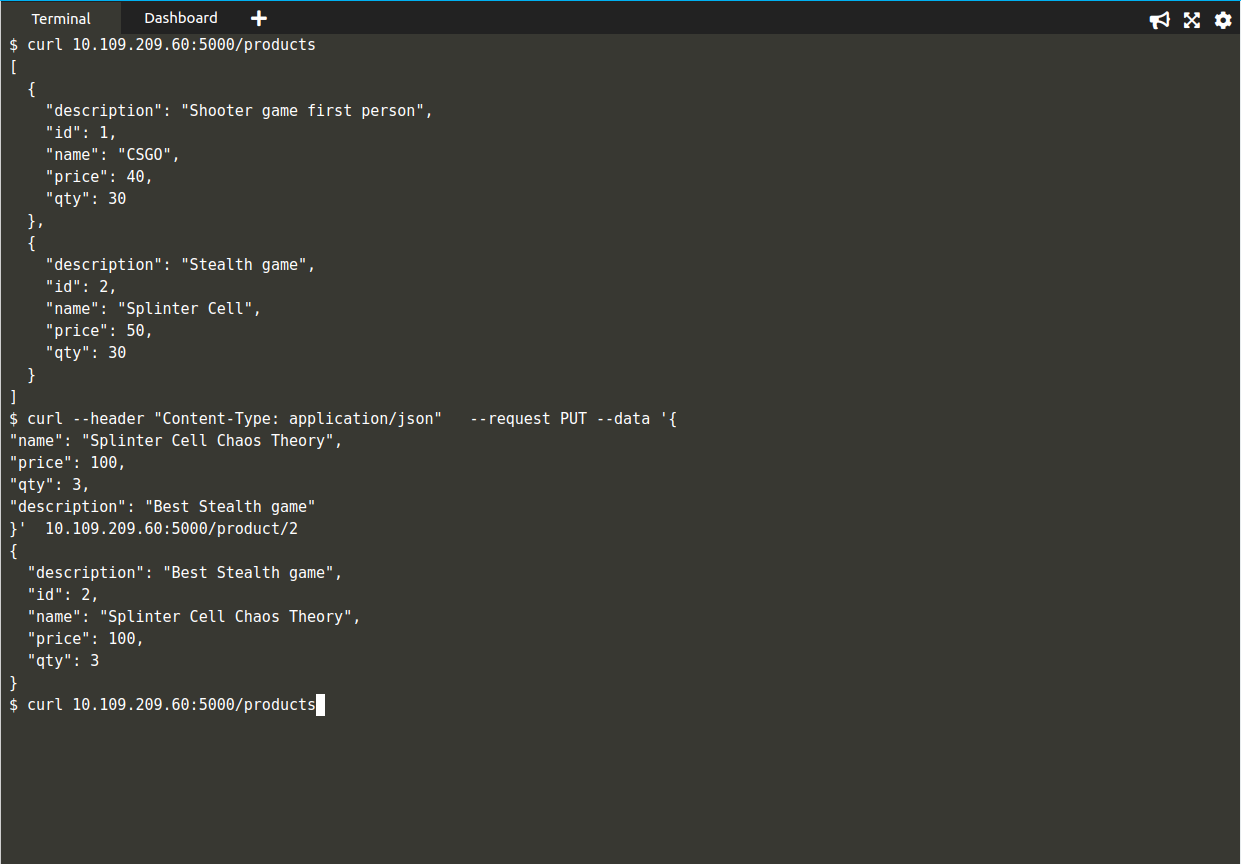 Terminal Dashboard +
$ curl 10.109.209.60:5000/products
[
  {
    "description": "Shooter game first person",
    "id": 1,
    "name": "CSGO",
    "price": 40,
    "qty": 30
  },
  {
    "description": "Stealth game",
    "id": 2,
    "name": "Splinter Cell",
    "price": 50,
    "qty": 30
  }
]
$ curl --header "Content-Type: application/json"   --request PUT --data '{
"name": "Splinter Cell Chaos Theory",
"price": 100,
"qty": 3,
"description": "Best Stealth game"
}'  10.109.209.60:5000/product/2
{
  "description": "Best Stealth game",
  "id": 2,
  "name": "Splinter Cell Chaos Theory",
  "price": 100,
  "qty": 3
}
$ curl 10.109.209.60:5000/products